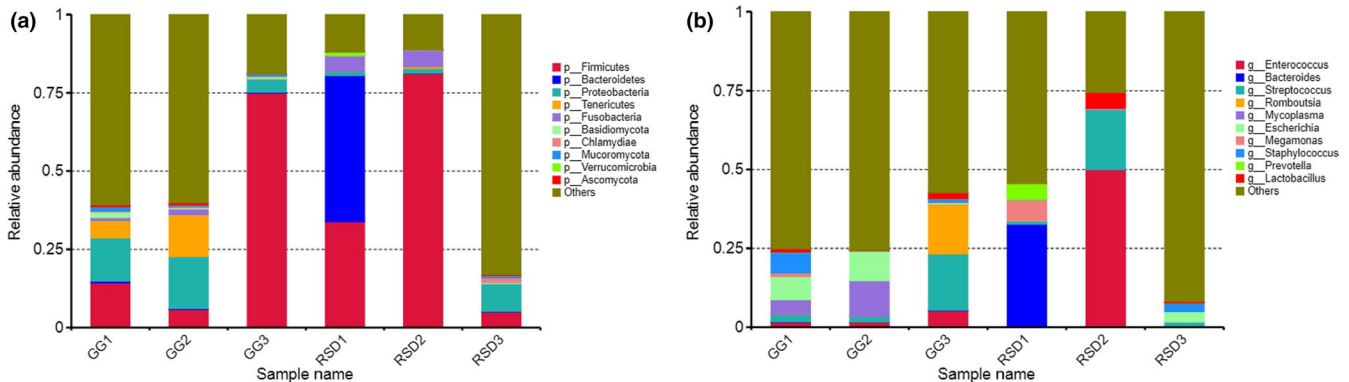 (a)
Relative abundance
1
0.75
0.5
0.25
0
GG1
GG2
GG3
RSD1
RSD2
RSD3
Sample name
p__Firmicutes
p__Bacteroidetes
p__Proteobacteria
p__Tenericutes
p__Fusobacteria
p__Basidiomycota
p__Chlamydiae
p__Mucoromycota
p__Verrucomicrobia
p__Ascomycota
Others
(b)
Relative abundance
1
0.75
0.5
0.25
0
GG1
GG2
GG3
RSD1
RSD2
RSD3
Sample name
g__Enterococcus
g__Bacteroides
g__Streptococcus
g__Romboutsia
g__Mycoplasma
g__Escherichia
g__Megamonas
g__Staphylococcus
g__Prevotella
g__Lactobacillus
Others